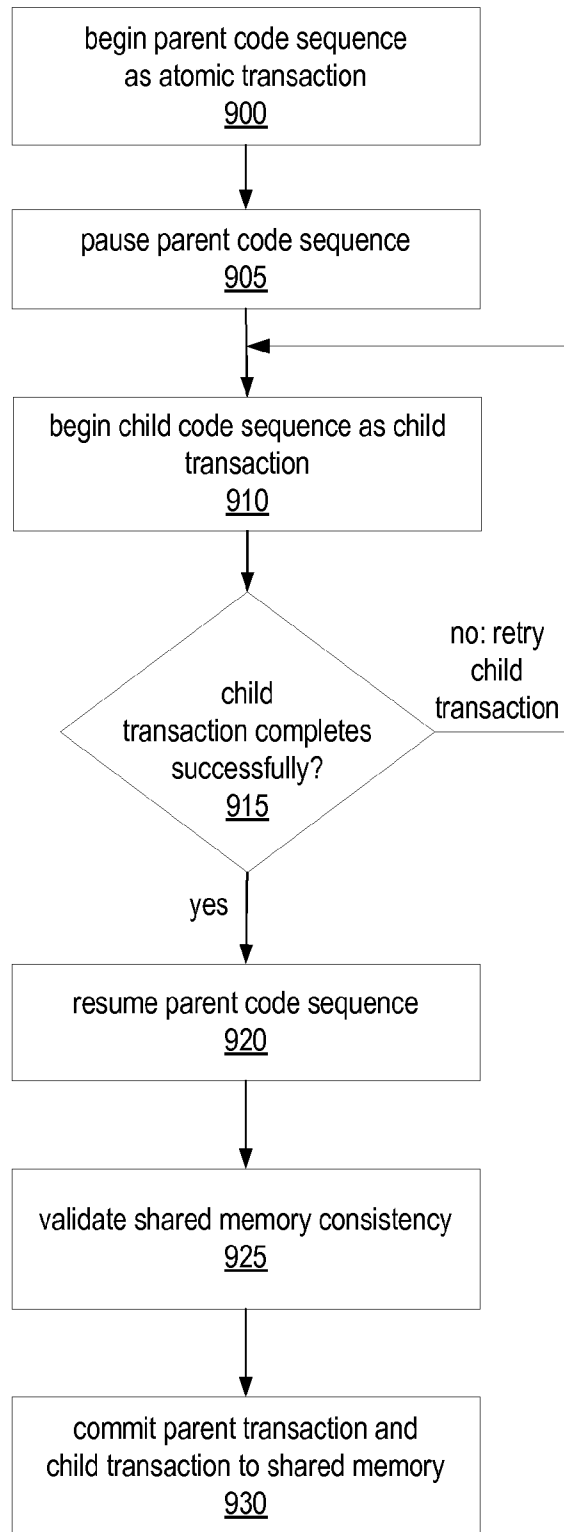 begin parent code sequence
as atomic transaction
900
pause parent code sequence
905
begin child code sequence as child
transaction
910
no: retry
child
transaction
child
transaction completes
successfully?
915
yes
resume parent code sequence
920
validate shared memory consistency
925
commit parent transaction and
child transaction to shared memory
930